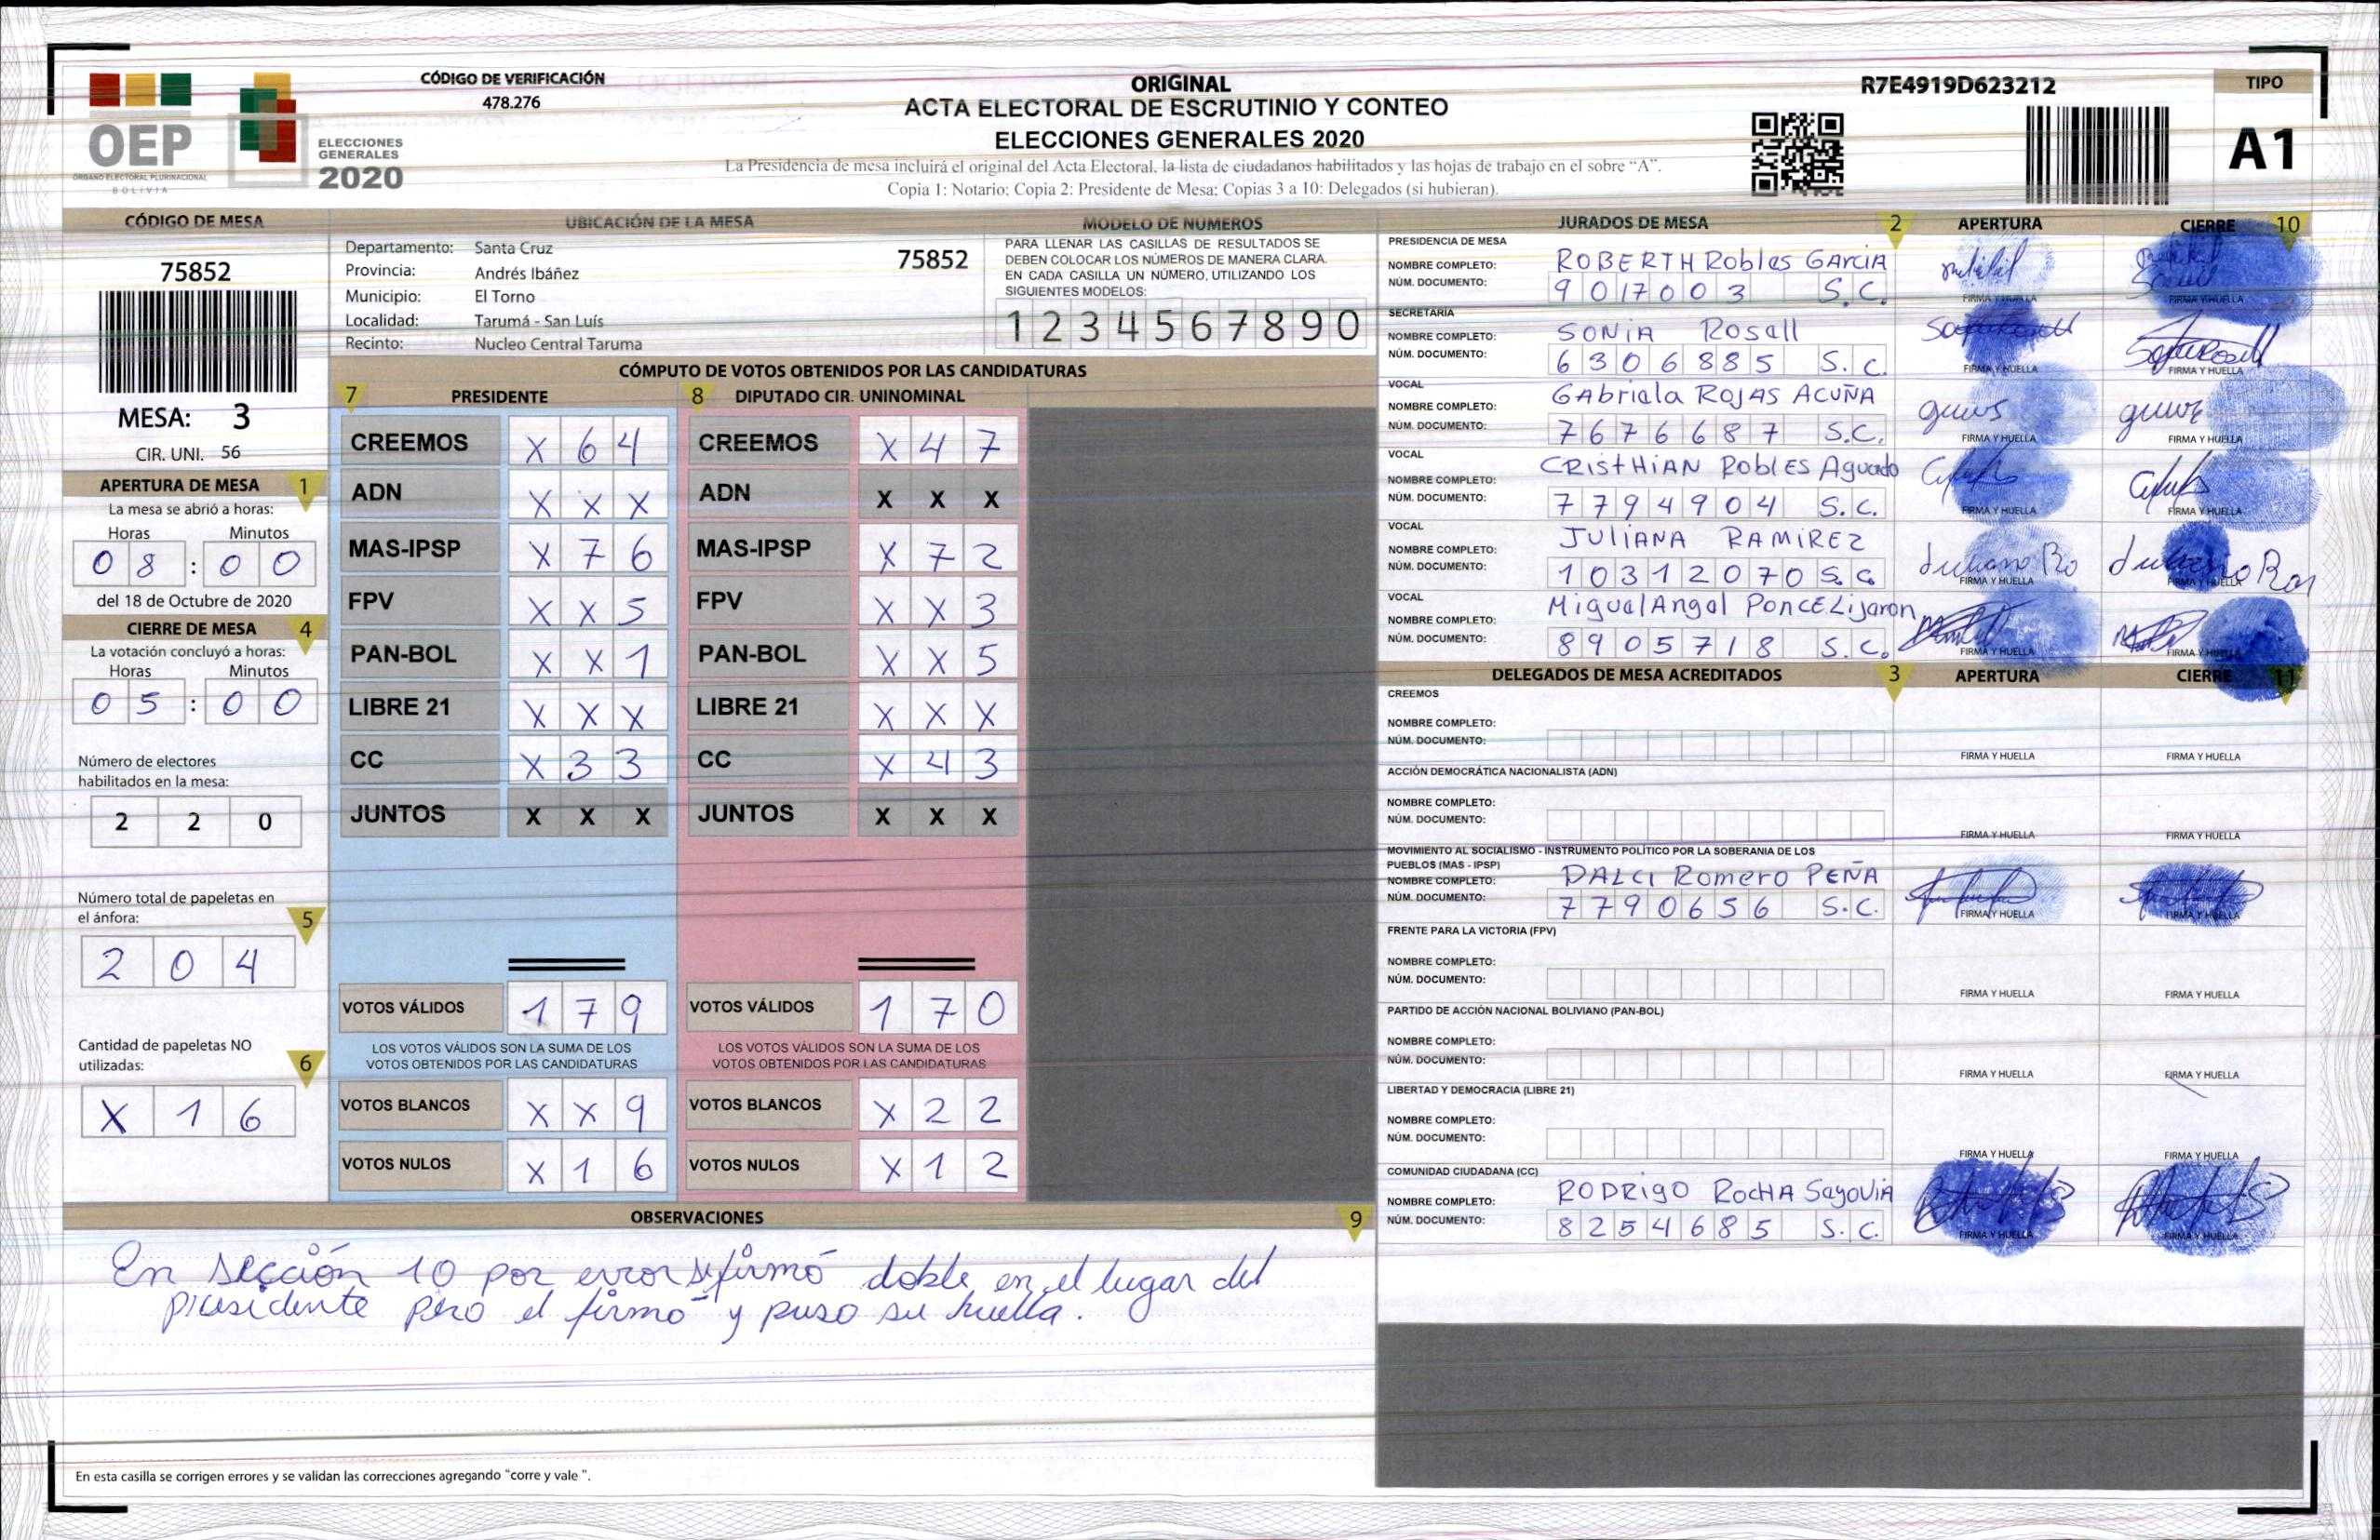 CÓDIGO DE VERIFICACIÓN
478.276
OEP
ÓRGANO ELECTORAL PLURINACIONAL
BOLIVIA
ELECCIONES
GENERALES
2020
ORIGINAL
ACTA ELECTORAL DE ESCRUTINIO Y CONTEO
ELECCIONES GENERALES 2020
La Presidencia de mesa incluirá el original del Acta Electoral, la lista de ciudadanos habilitados y las hojas de trabajo en el sobre “A”.
Copia 1: Notario; Copia 2: Presidente de Mesa; Copias 3 a 10: Delegados (si hubieran).
R7E4919D623212
TIPO
A1
CÓDIGO DE MESA
75852
MESA: 3
CIR. UNI. 56
APERTURA DE MESA 1
La mesa se abrió a horas:
Horas Minutos
08 : 00
del 18 de Octubre de 2020
CIERRE DE MESA 4
La votación concluyó a horas:
Horas Minutos
05 : 00
Número de electores
habilitados en la mesa:
2 2 0
Número total de papeletas en
el ánfora: 5
2 0 4
Cantidad de papeletas NO
utilizadas: 6
X 1 6
UBICACIÓN DE LA MESA
Departamento: Santa Cruz
Provincia: Andrés Ibáñez
Municipio: El Torno
Localidad: Tarumá - San Luís
Recinto: Nucleo Central Taruma
75852
MODELO DE NÚMEROS
PARA LLENAR LAS CASILLAS DE RESULTADOS SE
DEBEN COLOCAR LOS NÚMEROS DE MANERA CLARA.
EN CADA CASILLA UN NÚMERO, UTILIZANDO LOS
SIGUIENTES MODELOS:
1 2 3 4 5 6 7 8 9 0
CÓMPUTO DE VOTOS OBTENIDOS POR LAS CANDIDATURAS
7 PRESIDENTE
CREEMOS X 6 4
ADN X X X
MAS-IPSP X 7 6
FPV X X 5
PAN-BOL X X 1
LIBRE 21 X X X
CC X 3 3
JUNTOS X X X
VOTOS VÁLIDOS 1 7 9
LOS VOTOS VÁLIDOS SON LA SUMA DE LOS
VOTOS OBTENIDOS POR LAS CANDIDATURAS
VOTOS BLANCOS X X 9
VOTOS NULOS X 1 6
8 DIPUTADO CIR. UNINOMINAL
CREEMOS X 4 7
ADN X X X
MAS-IPSP X 7 2
FPV X X 3
PAN-BOL X X 5
LIBRE 21 X X X
CC X 4 3
JUNTOS X X X
VOTOS VÁLIDOS 1 7 0
LOS VOTOS VÁLIDOS SON LA SUMA DE LOS
VOTOS OBTENIDOS POR LAS CANDIDATURAS
VOTOS BLANCOS X 2 2
VOTOS NULOS X 1 2
OBSERVACIONES 9
En sección 10 por error se firmó doble en el lugar del
presidente pero el firmó y puso su huella.
En esta casilla se corrigen errores y se validan las correcciones agregando "corre y vale ".
JURADOS DE MESA 2 APERTURA CIERRE 10
PRESIDENCIA DE MESA
NOMBRE COMPLETO: ROBERTH Robles GArciA
NÚM. DOCUMENTO: 9017003 S.C.
FIRMA Y HUELLA FIRMA Y HUELLA
SECRETARIA
NOMBRE COMPLETO: SONIA Rosall
NÚM. DOCUMENTO: 6306885 S.C.
FIRMA Y HUELLA FIRMA Y HUELLA
VOCAL
NOMBRE COMPLETO: GAbriela ROJAS ACUÑA
NÚM. DOCUMENTO: 7676687 S.C.
FIRMA Y HUELLA FIRMA Y HUELLA
VOCAL
NOMBRE COMPLETO: CRistHiAN RoblES Aguado
NÚM. DOCUMENTO: 7794904 S.C.
FIRMA Y HUELLA FIRMA Y HUELLA
VOCAL
NOMBRE COMPLETO: JULIANA RAMIREZ
NÚM. DOCUMENTO: 10312070 S.C
FIRMA Y HUELLA FIRMA Y HUELLA
VOCAL
NOMBRE COMPLETO: Miguel Angel PoncE Lijaron
NÚM. DOCUMENTO: 8905718 S.C.
FIRMA Y HUELLA FIRMA Y HUELLA
DELEGADOS DE MESA ACREDITADOS 3 APERTURA CIERRE 11
CREEMOS
NOMBRE COMPLETO:
NÚM. DOCUMENTO:
FIRMA Y HUELLA FIRMA Y HUELLA
ACCIÓN DEMOCRÁTICA NACIONALISTA (ADN)
NOMBRE COMPLETO:
NÚM. DOCUMENTO:
FIRMA Y HUELLA FIRMA Y HUELLA
MOVIMIENTO AL SOCIALISMO - INSTRUMENTO POLÍTICO POR LA SOBERANIA DE LOS
PUEBLOS (MAS - IPSP)
NOMBRE COMPLETO: DALCI Romero PEÑA
NÚM. DOCUMENTO: 7790656 S.C.
FIRMA Y HUELLA FIRMA Y HUELLA
FRENTE PARA LA VICTORIA (FPV)
NOMBRE COMPLETO:
NÚM. DOCUMENTO:
FIRMA Y HUELLA FIRMA Y HUELLA
PARTIDO DE ACCIÓN NACIONAL BOLIVIANO (PAN-BOL)
NOMBRE COMPLETO:
NÚM. DOCUMENTO:
FIRMA Y HUELLA FIRMA Y HUELLA
LIBERTAD Y DEMOCRACIA (LIBRE 21)
NOMBRE COMPLETO:
NÚM. DOCUMENTO:
FIRMA Y HUELLA FIRMA Y HUELLA
COMUNIDAD CIUDADANA (CC)
NOMBRE COMPLETO: RODRIgO RocHA SagoviA
NÚM. DOCUMENTO: 8254685 S.C.
FIRMA Y HUELLA FIRMA Y HUELLA